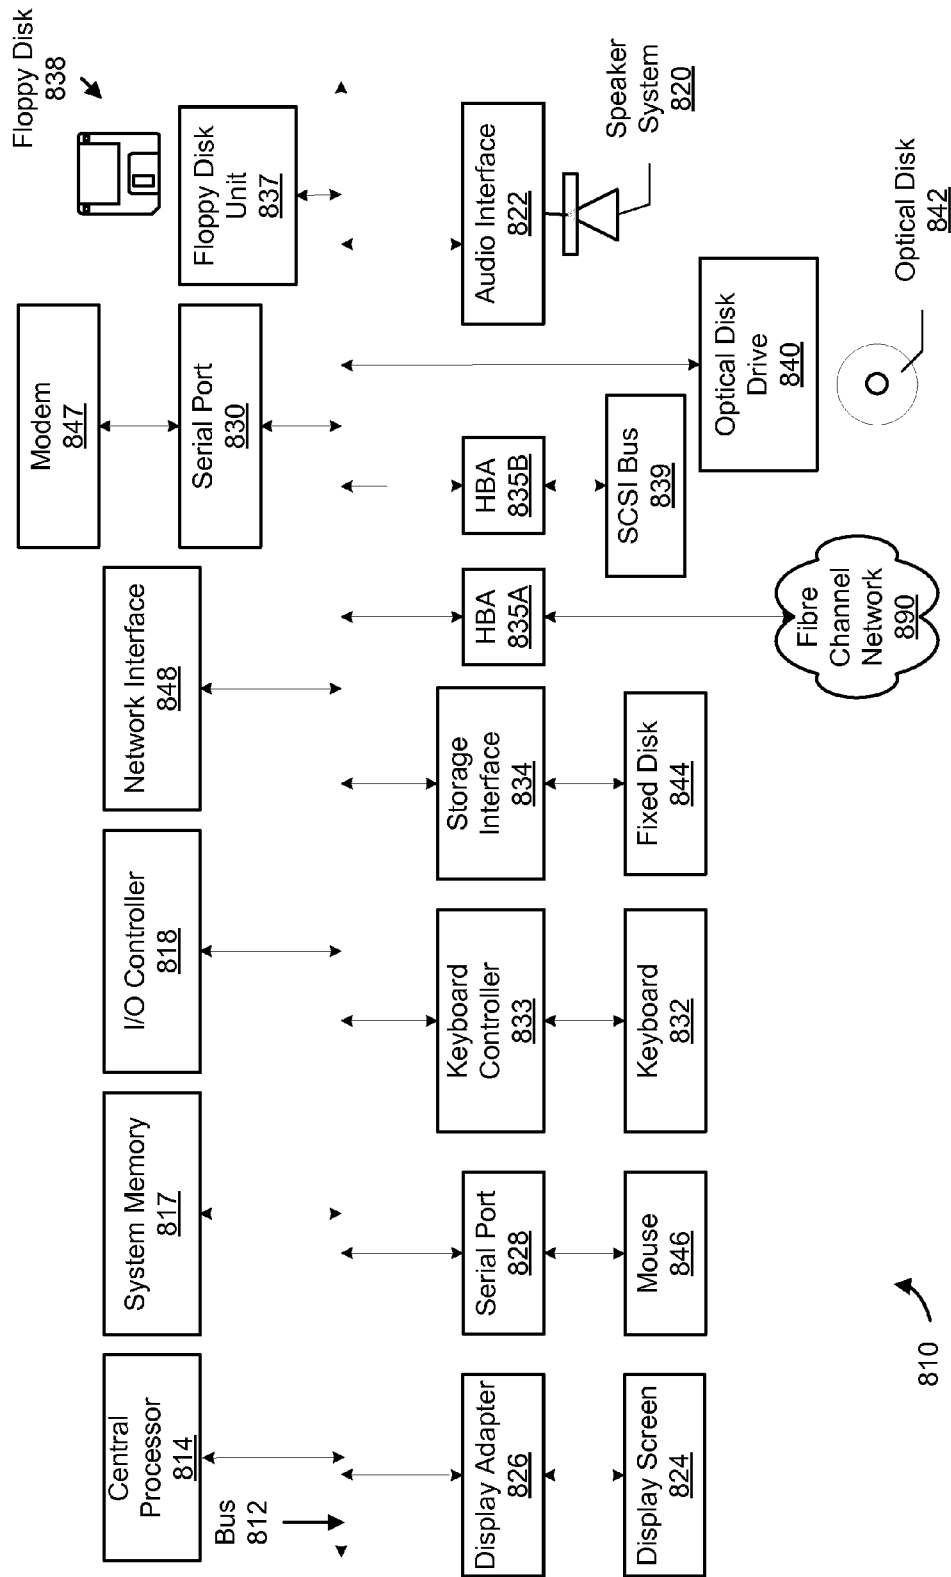 Floppy Disk
838
Modem
847
Central
Processor
814
System Memory
817
I/O Controller
818
Network Interface
848
Serial Port
830
Floppy Disk
Unit
837
Bus
812
Display Adapter
826
Serial Port
828
Keyboard
Controller
833
Storage
Interface
834
HBA
835A
HBA
835B
Audio Interface
822
Display Screen
824
Mouse
846
Keyboard
832
Fixed Disk
844
SCSI Bus
839
Speaker
System
820
Optical Disk
Drive
840
Fibre
Channel
Network
890
Optical Disk
842
810